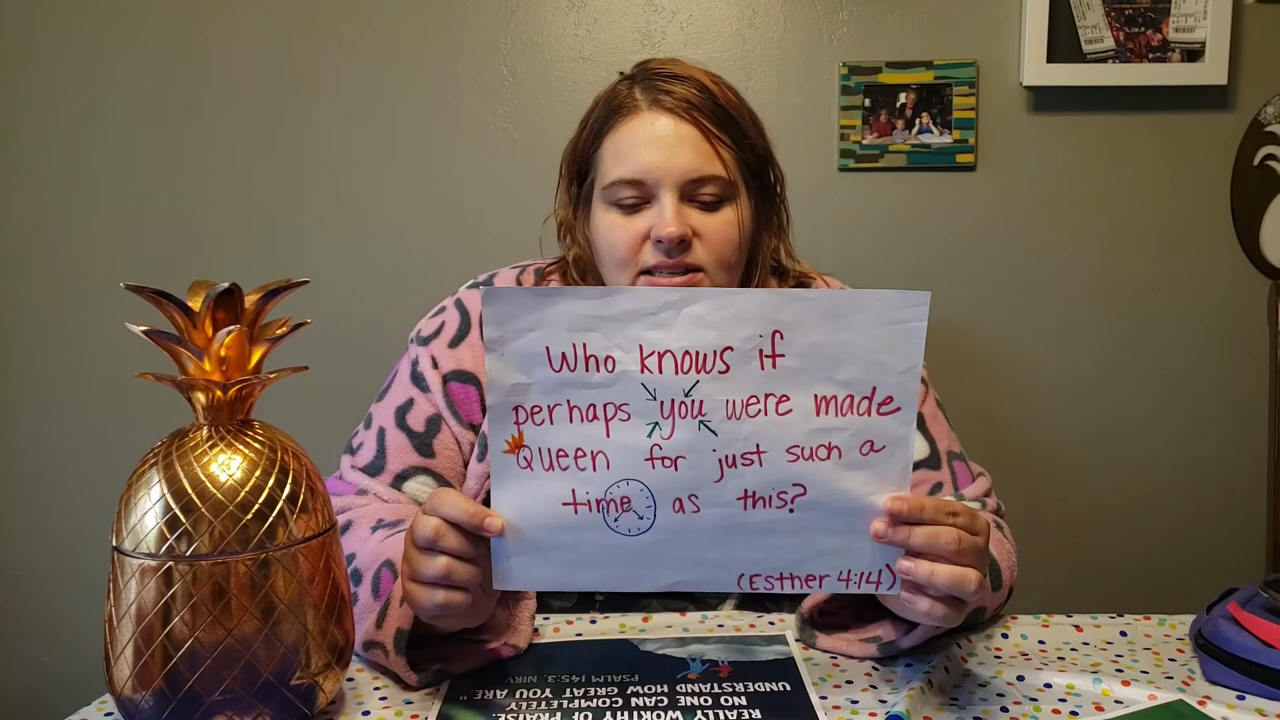 Who knows if
perhaps you were made
Queen for just such a
time as this?
(Esther 4:14)
REALLY WORTHY OF PRAISE.
NO ONE CAN COMPLETELY
UNDERSTAND HOW GREAT YOU ARE."
PSALM 145:3, NIRV